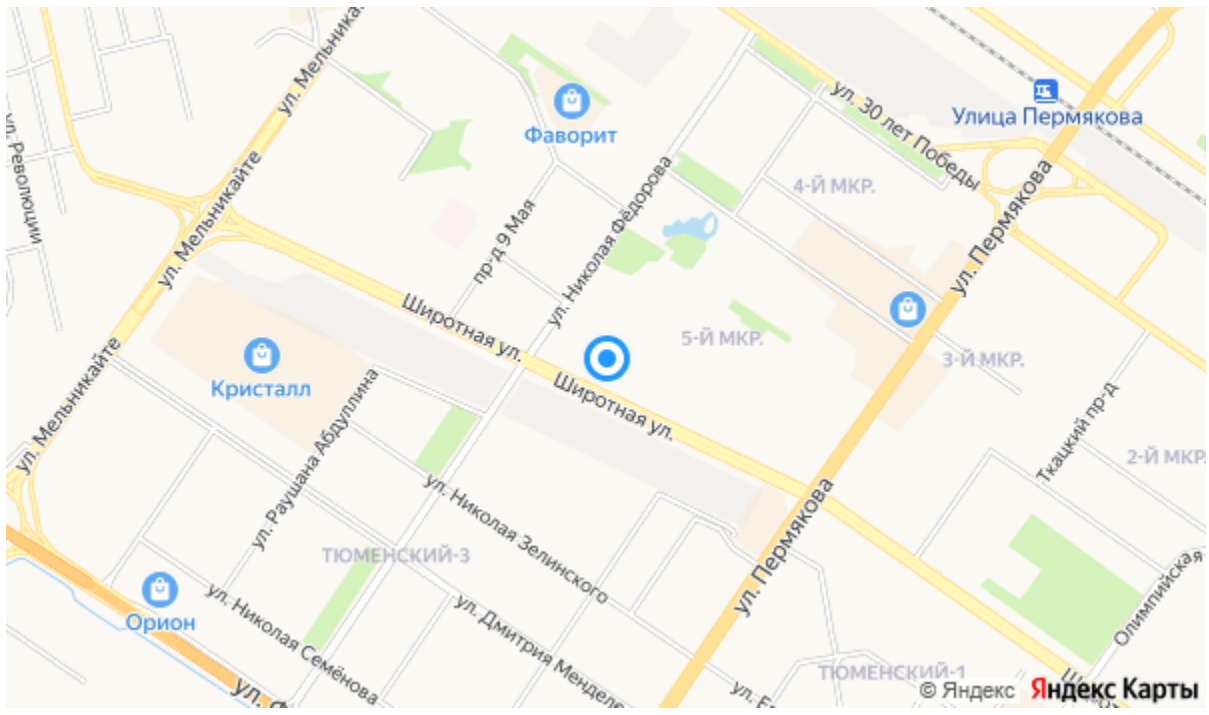 ул. Мельника
ул. Революции
Фаворит
ул. 30 лет Победы
Улица Пермякова
ул. Мельникайте
пр-д 9 Мая
ул. Николая Фёдорова
4-Й МКР.
ул. Пермякова
Широтная ул.
5-Й МКР.
3-Й МКР.
Кристалл
ул. Мельникайте
Широтная ул.
ул. Раушана Абдуллина
Ткацкий пр-д
2-Й МКР.
ул. Николая Зелинского
ул. Пермякова
ТЮМЕНСКИЙ-3
Орион
ул. Николая Семёнова
ул. Дмитрия Менделе
Олимпийская
ТЮМЕНСКИЙ-1
© Яндекс Яндекс Карты